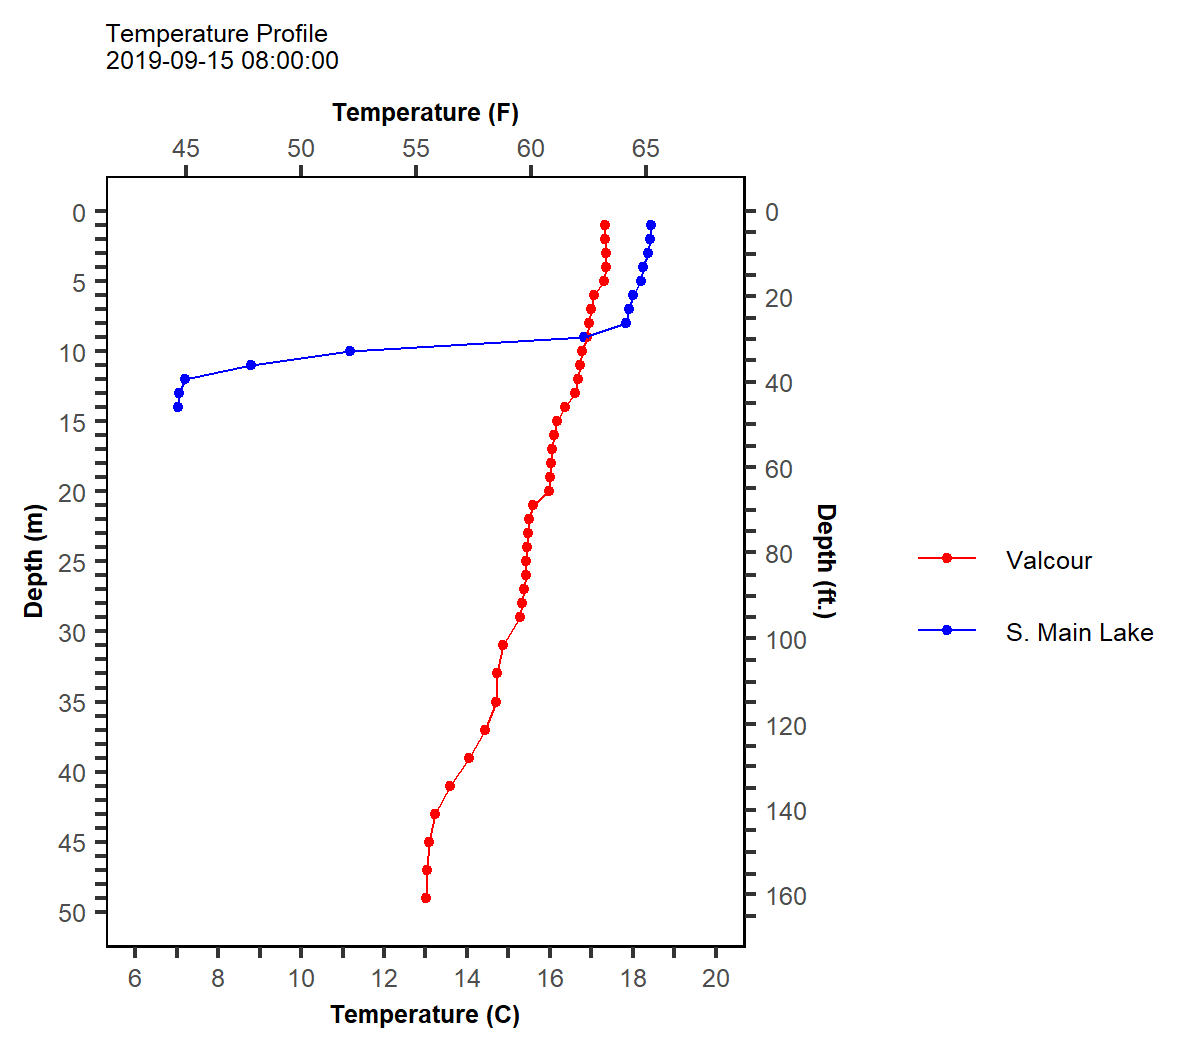 Temperature Profile
2019-09-15 08:00:00
Temperature (F)
45 50 55 60 65
0 0
5
20
10
40
15
60
20
Depth (m) Depth (ft.)
25 80
Valcour
30 100
S. Main Lake
35
120
40
140
45
160
50
6 8 10 12 14 16 18 20
Temperature (C)